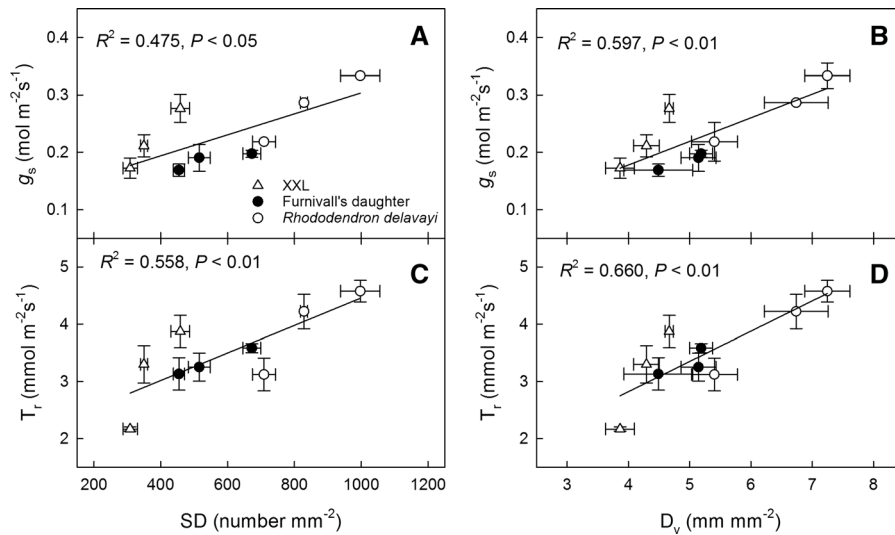 R² = 0.475, P < 0.05
A
0.4
0.3
0.2
0.1
gs (mol m⁻²s⁻¹)
XXL
Furnivall's daughter
Rhododendron delavayi
R² = 0.597, P < 0.01
B
0.4
0.3
0.2
0.1
gs (mol m⁻²s⁻¹)
R² = 0.558, P < 0.01
C
5
4
3
2
Tr (mmol m⁻²s⁻¹)
200 400 600 800 1000 1200
SD (number mm⁻²)
R² = 0.660, P < 0.01
D
5
4
3
2
Tr (mmol m⁻²s⁻¹)
3 4 5 6 7 8
Dv (mm mm⁻²)